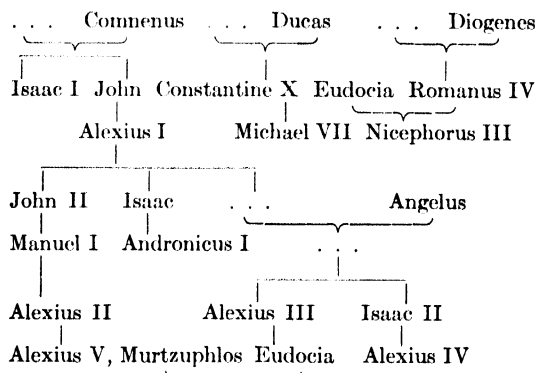 . . . Comnenus . . . Ducas . . . Diogenes
Isaac I John Constantine X Eudocia Romanus IV
Alexius I Michael VII Nicephorus III
John II Isaac . . . Angelus
Manuel I Andronicus I . . .
Alexius II Alexius III Isaac II
Alexius V, Murtzuphlos Eudocia Alexius IV